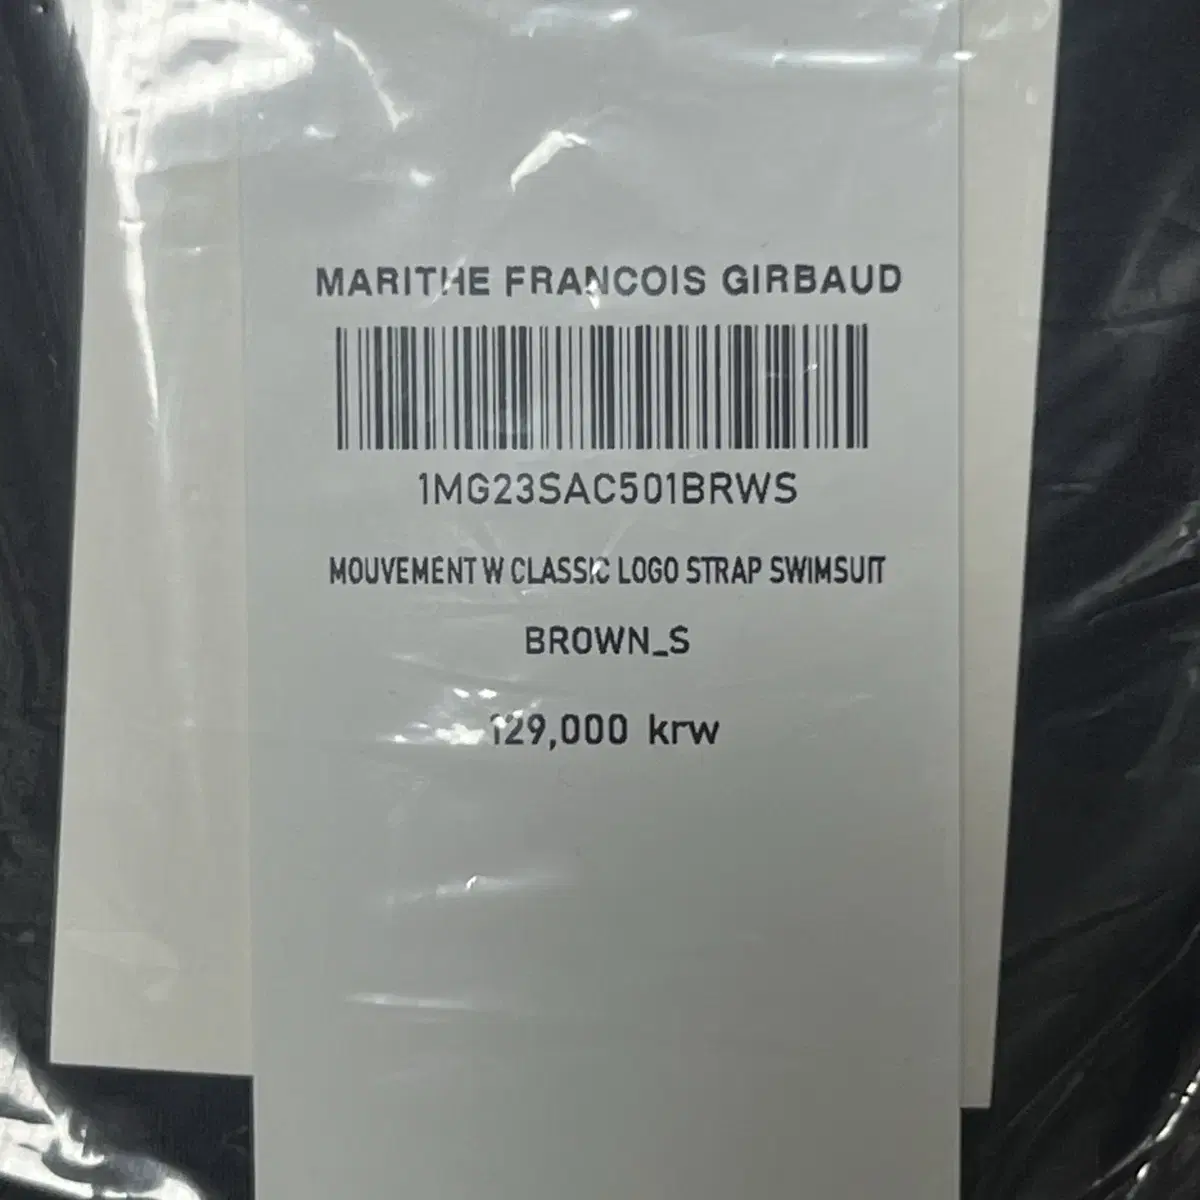 MARITHE FRANCOIS GIRBAUD
1MG23SAC501BRWS
MOUVEMENT W CLASSIC LOGO STRAP SWIMSUIT
BROWN_S
129,000 krw